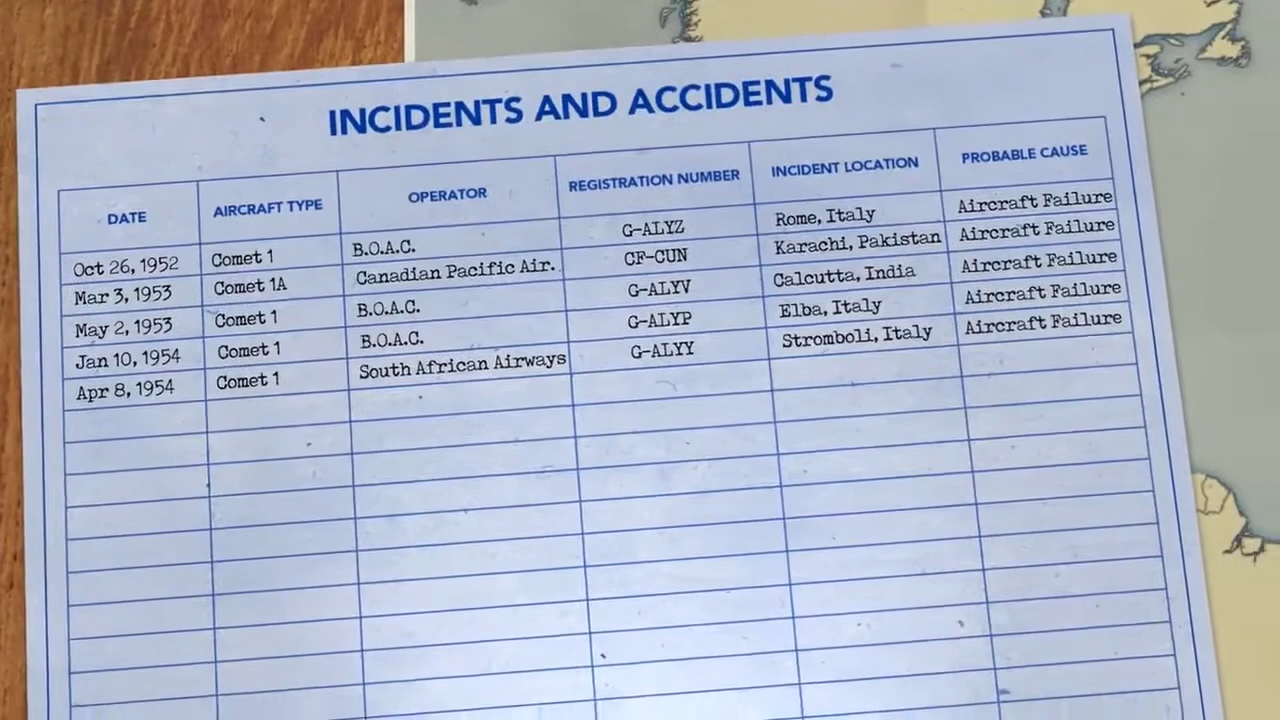 INCIDENTS AND ACCIDENTS
DATE AIRCRAFT TYPE OPERATOR REGISTRATION NUMBER INCIDENT LOCATION PROBABLE CAUSE
Oct 26, 1952 Comet 1 B.O.A.C. G-ALYZ Rome, Italy Aircraft Failure
Mar 3, 1953 Comet 1A Canadian Pacific Air. CF-CUN Karachi, Pakistan Aircraft Failure
May 2, 1953 Comet 1 B.O.A.C. G-ALYV Calcutta, India Aircraft Failure
Jan 10, 1954 Comet 1 B.O.A.C. G-ALYP Elba, Italy Aircraft Failure
Apr 8, 1954 Comet 1 South African Airways G-ALYY Stromboli, Italy Aircraft Failure